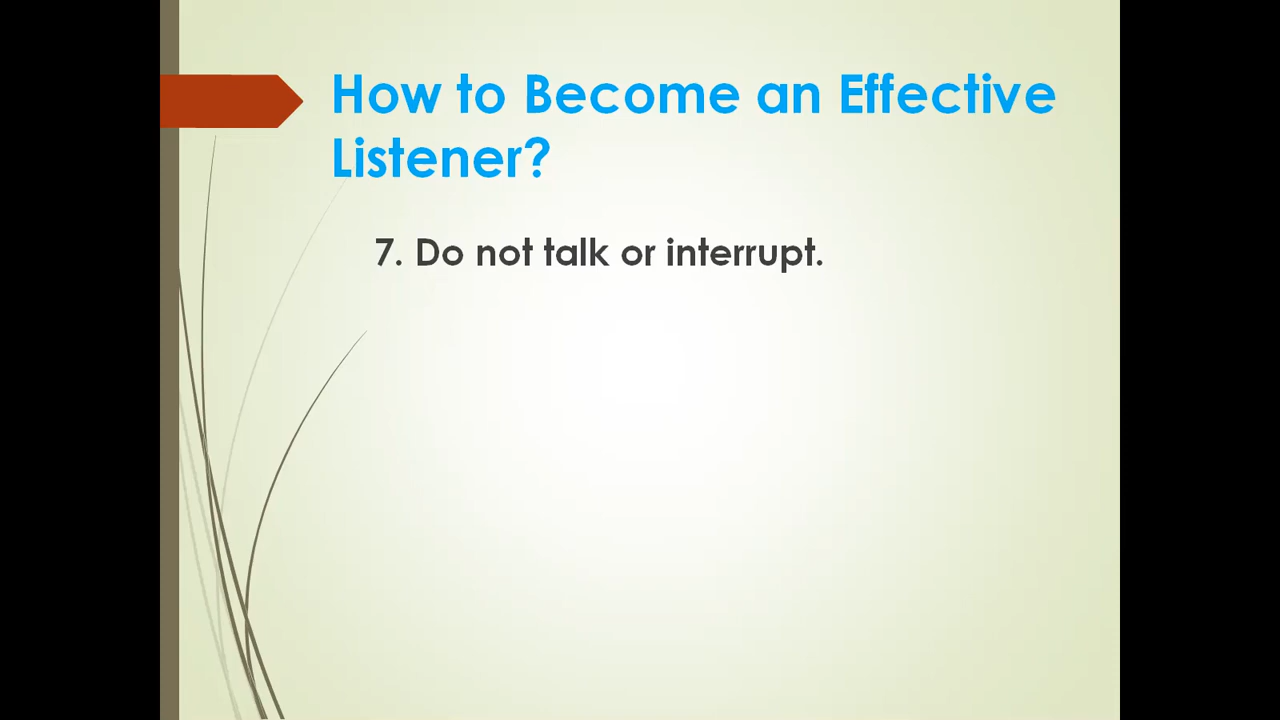 How to Become an Effective
Listener?
7. Do not talk or interrupt.